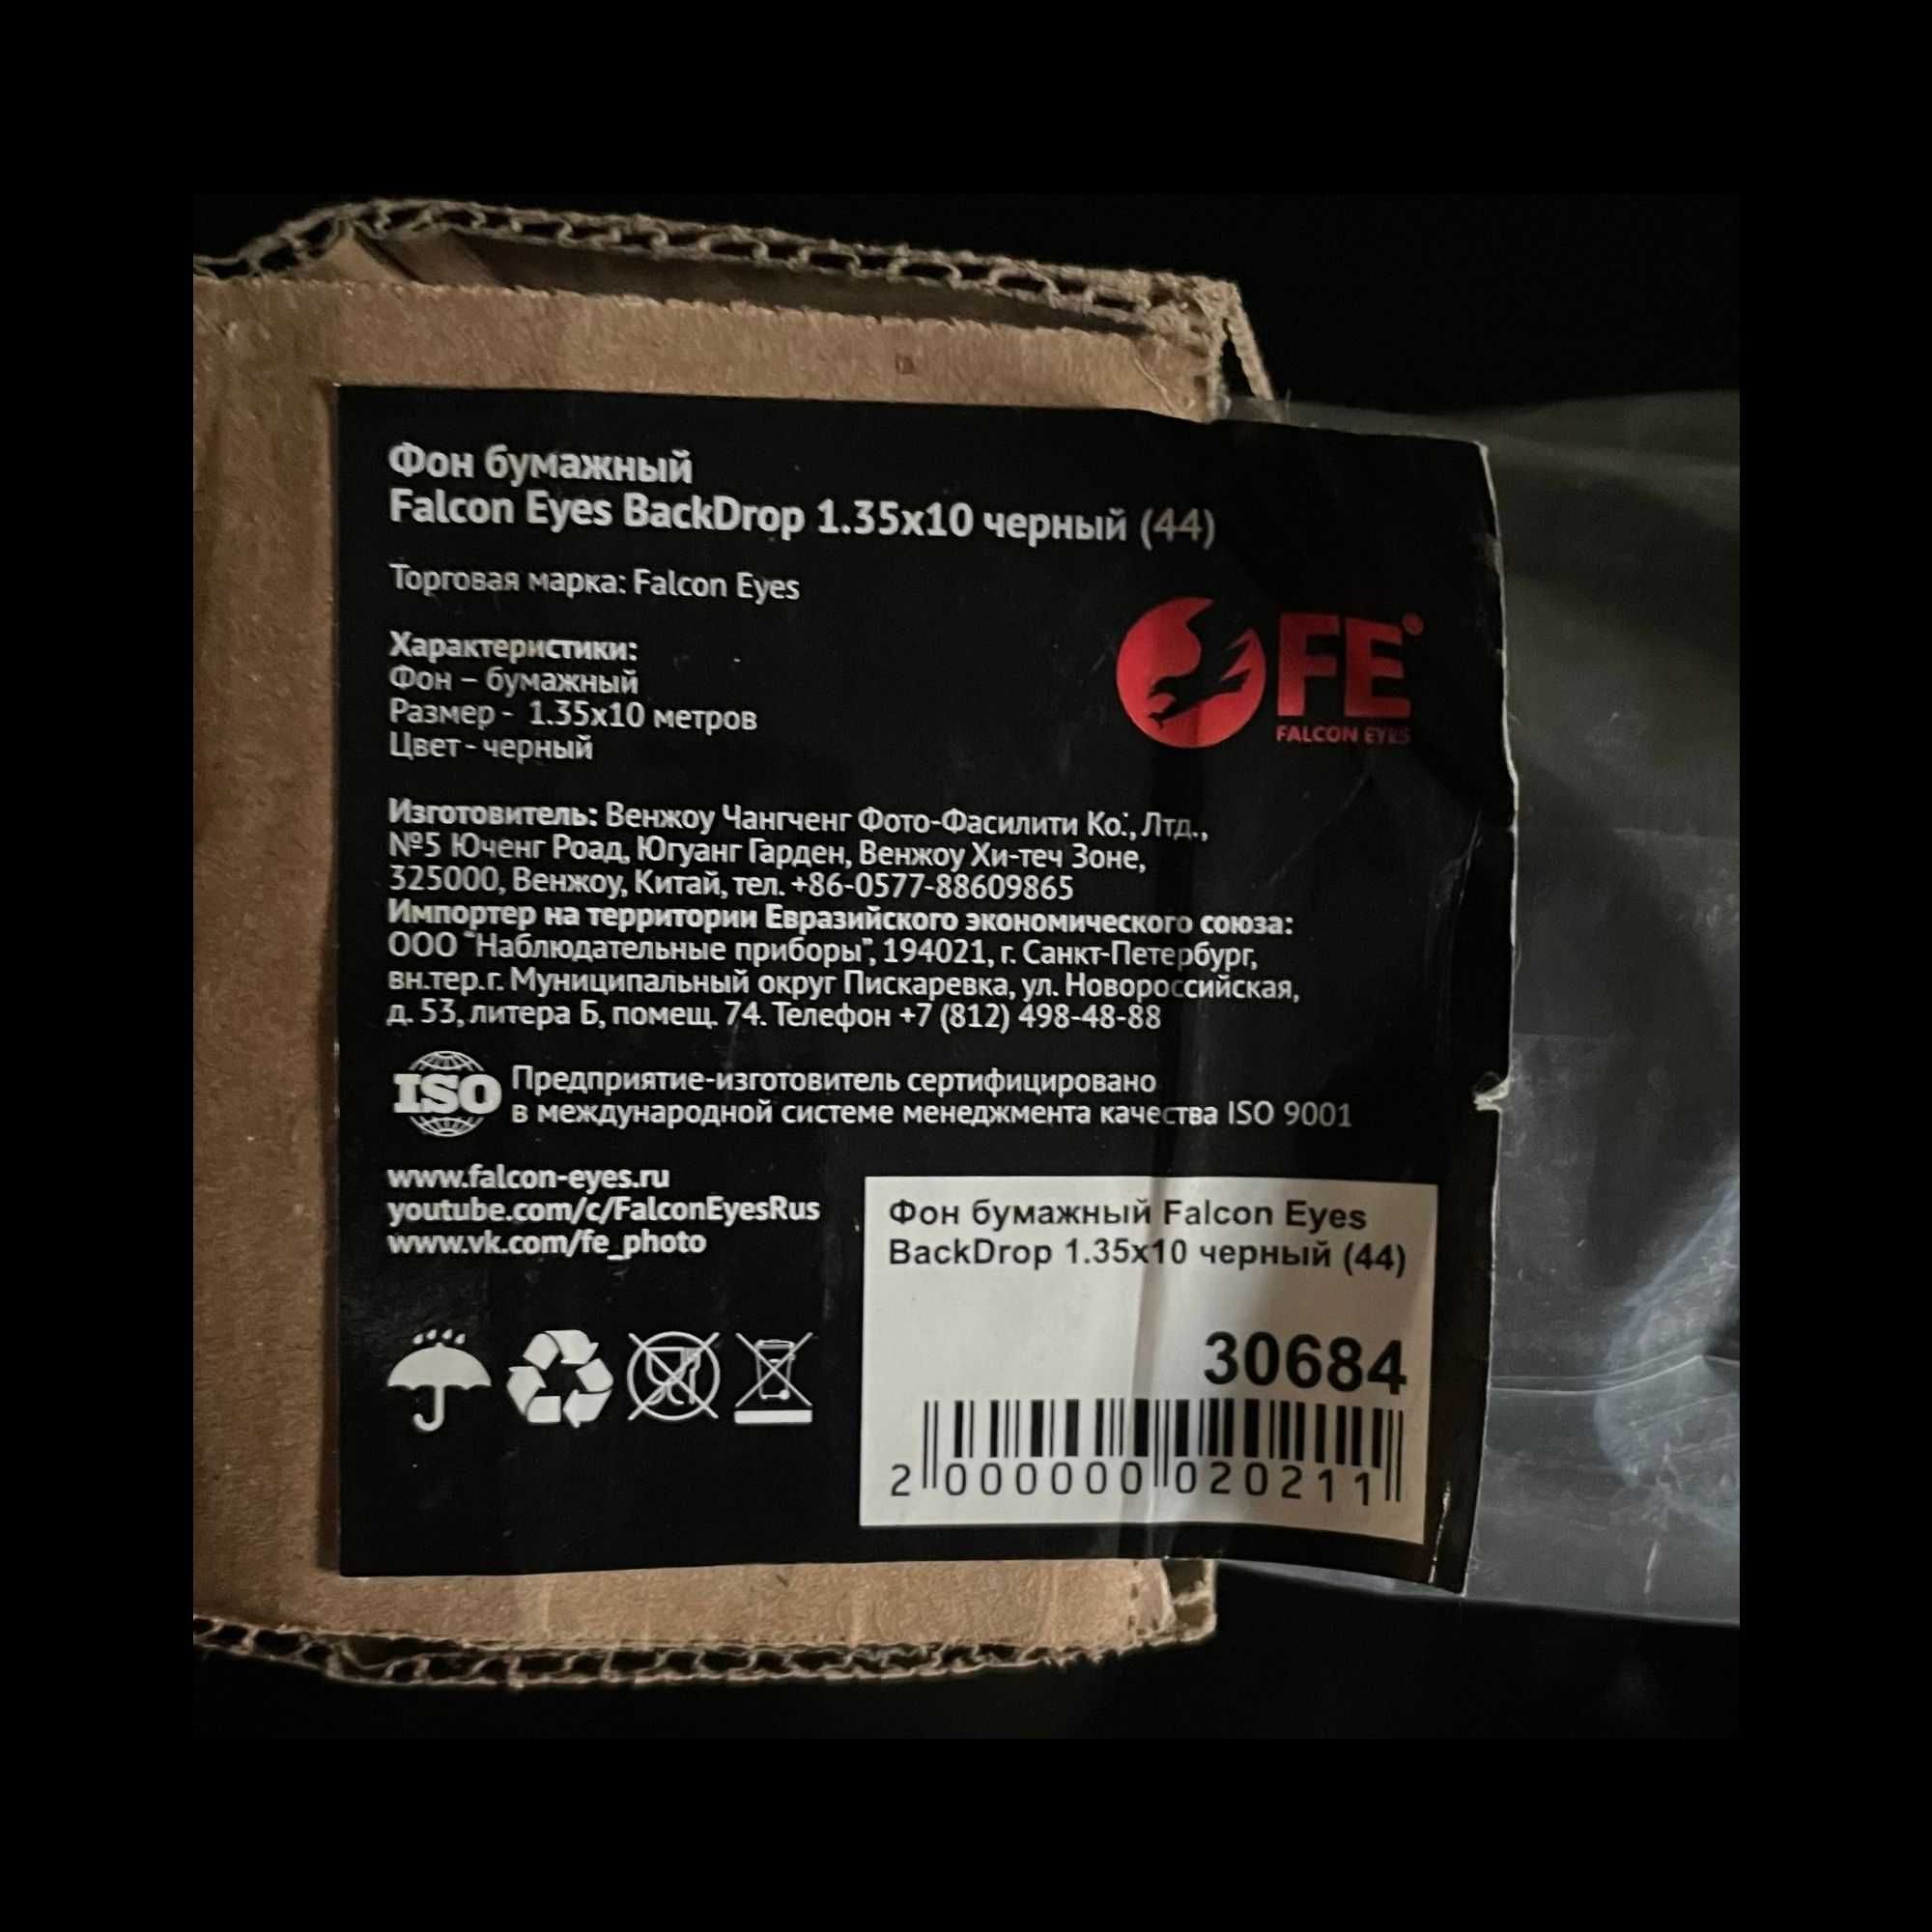 Фон бумажный
Falcon Eyes BackDrop 1.35x10 черный (44)
Торговая марка: Falcon Eyes
FE
FALCON EYES
Характеристики:
Фон – бумажный
Размер - 1.35x10 метров
Цвет - черный
Изготовитель: Венжоу Чангченг Фото-Фасилити Ко., Лтд.,
№5 Юченг Роад, Югуанг Гарден, Венжоу Хи-теч Зоне,
325000, Венжоу, Китай, тел. +86-0577-88609865
Импортер на территории Евразийского экономического союза:
ООО "Наблюдательные приборы", 194021, г. Санкт-Петербург,
вн.тер.г. Муниципальный округ Пискаревка, ул. Новороссийская,
д. 53, литера Б, помещ. 74. Телефон +7 (812) 498-48-88
ISO
Предприятие-изготовитель сертифицировано
в международной системе менеджмента качества ISO 9001
www.falcon-eyes.ru
youtube.com/c/FalconEyesRus
www.vk.com/fe_photo
Фон бумажный Falcon Eyes
BackDrop 1.35x10 черный (44)
30684
2 000000 020211